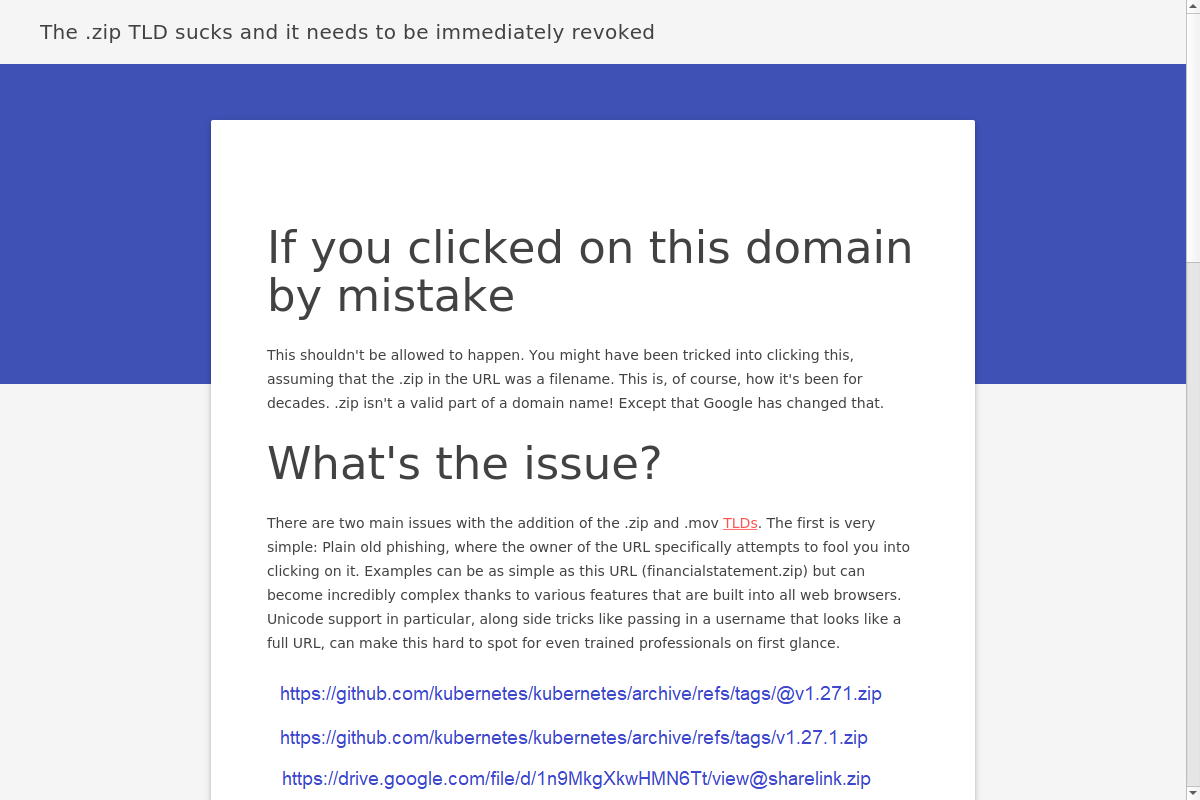 The .zip TLD sucks and it needs to be immediately revoked
If you clicked on this domain
by mistake
This shouldn't be allowed to happen. You might have been tricked into clicking this,
assuming that the .zip in the URL was a filename. This is, of course, how it's been for
decades. .zip isn't a valid part of a domain name! Except that Google has changed that.
What's the issue?
There are two main issues with the addition of the .zip and .mov TLDs. The first is very
simple: Plain old phishing, where the owner of the URL specifically attempts to fool you into
clicking on it. Examples can be as simple as this URL (financialstatement.zip) but can
become incredibly complex thanks to various features that are built into all web browsers.
Unicode support in particular, along side tricks like passing in a username that looks like a
full URL, can make this hard to spot for even trained professionals on first glance.
https://github.com/kubernetes/kubernetes/archive/refs/tags/@v1.271.zip
https://github.com/kubernetes/kubernetes/archive/refs/tags/v1.27.1.zip
https://drive.google.com/file/d/1n9MkgXkwHMN6Tt/view@sharelink.zip